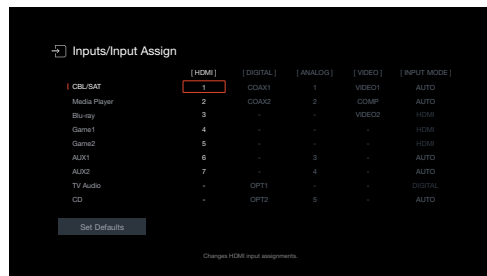 Inputs/Input Assign
[ HDMI ] [ DIGITAL ] [ ANALOG ] [ VIDEO ] [ INPUT MODE ]
CBL/SAT 1 COAX1 1 VIDEO1 AUTO
Media Player 2 COAX2 2 COMP AUTO
Blu-ray 3 - - VIDEO2 HDMI
Game1 4 - - - HDMI
Game2 5 - - - HDMI
AUX1 6 - 3 - AUTO
AUX2 7 - 4 - AUTO
TV Audio - OPT1 - - DIGITAL
CD - OPT2 5 - AUTO
Set Defaults
Changes HDMI input assignments.